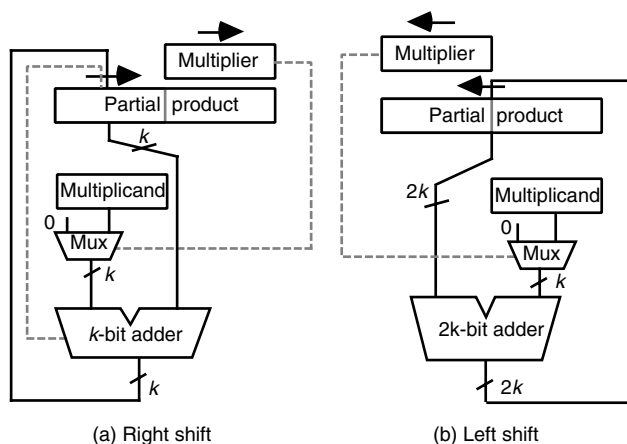 Multiplier
Partial product
k
Multiplicand
0
Mux
k
k-bit adder
k
(a) Right shift
Multiplier
Partial product
2k
Multiplicand
0
Mux
k
2k-bit adder
2k
(b) Left shift